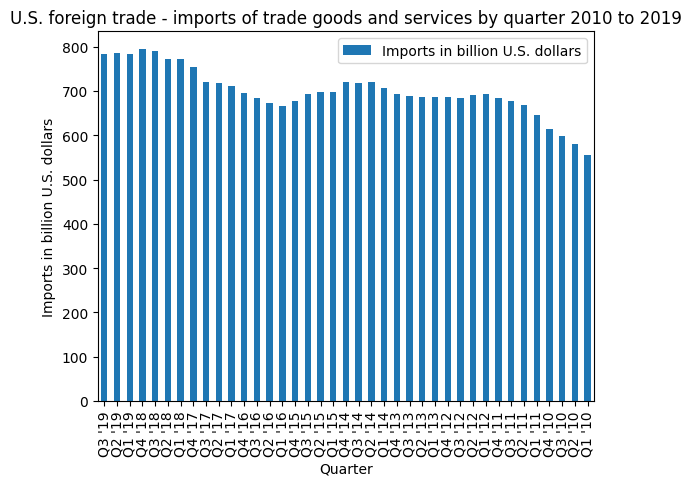 U.S. foreign trade - imports of trade goods and services by quarter 2010 to 2019
Imports in billion U.S. dollars
Imports in billion U.S. dollars
800
700
600
500
400
300
200
100
0
Q3 '19
Q2 '19
Q1 '19
Q4 '18
Q3 '18
Q2 '18
Q1 '18
Q4 '17
Q3 '17
Q2 '17
Q1 '17
Q4 '16
Q3 '16
Q2 '16
Q1 '16
Q4 '15
Q3 '15
Q2 '15
Q1 '15
Q4 '14
Q3 '14
Q2 '14
Q1 '14
Q4 '13
Q3 '13
Q2 '13
Q1 '13
Q4 '12
Q3 '12
Q2 '12
Q1 '12
Q4 '11
Q3 '11
Q2 '11
Q1 '11
Q4 '10
Q3 '10
Q2 '10
Q1 '10
Quarter